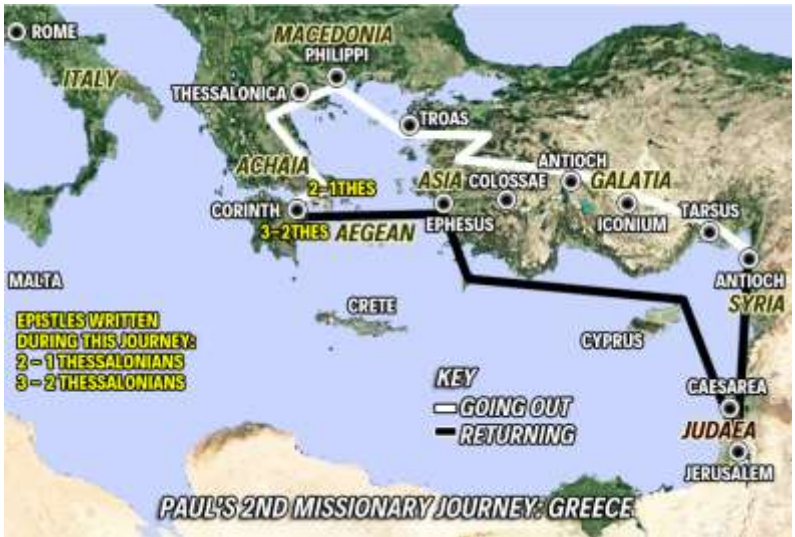 ROME
MACEDONIA
PHILIPPI
ITALY
THESSALONICA
TROAS
ANTIOCH
ACHAIA
2–1THES
ASIA
COLOSSAE
GALATIA
CORINTH
EPHESUS
ICONIUM
TARSUS
3–2THES
AEGEAN
MALTA
ANTIOCH
SYRIA
CRETE
EPISTLES WRITTEN
DURING THIS JOURNEY:
2 – 1 THESSALONIANS
3 – 2 THESSALONIANS
CYPRUS
KEY
GOING OUT
RETURNING
CAESAREA
JUDAEA
JERUSALEM
PAUL'S 2ND MISSIONARY JOURNEY: GREECE